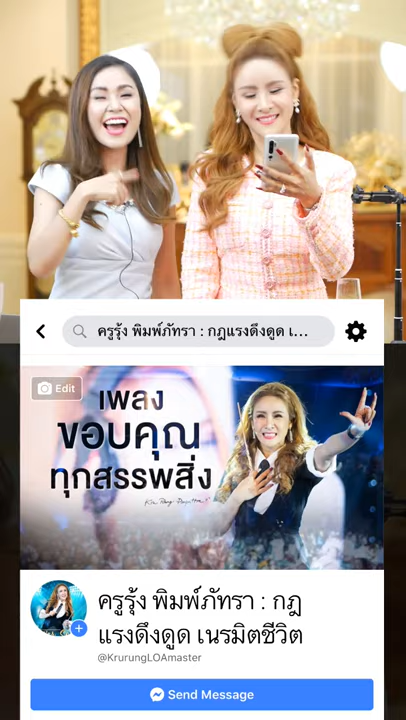 ครูรุ้ง พิมพ์ภัทรา : กฎแรงดึงดูด เ...
Edit
เพลง
ขอบคุณ
ทุกสรรพสิ่ง
ครูรุ้ง พิมพ์ภัทรา : กฎ
แรงดึงดูด เนรมิตชีวิต
@KrurungLOAmaster
Send Message